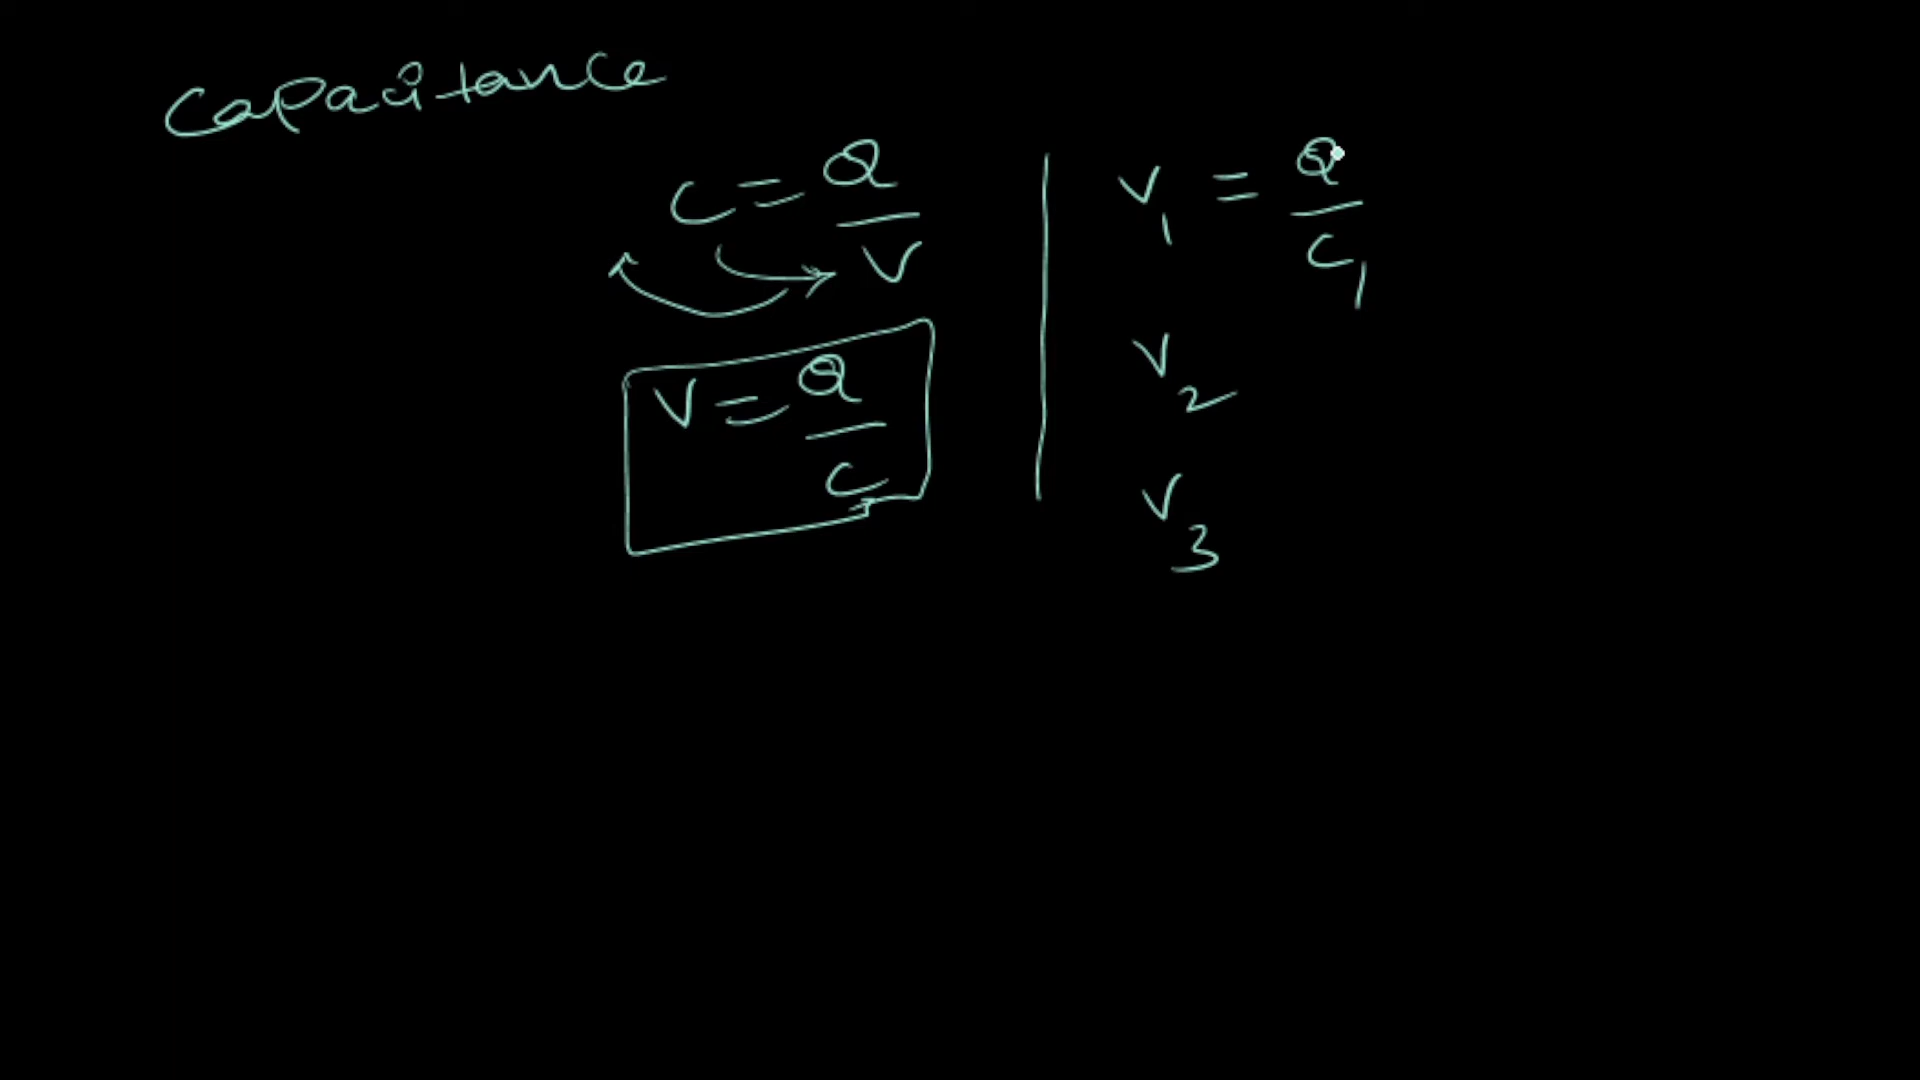 Capacitance
C = Q/V
V = Q/C
V₁ = Q/C₁
V₂
V₃